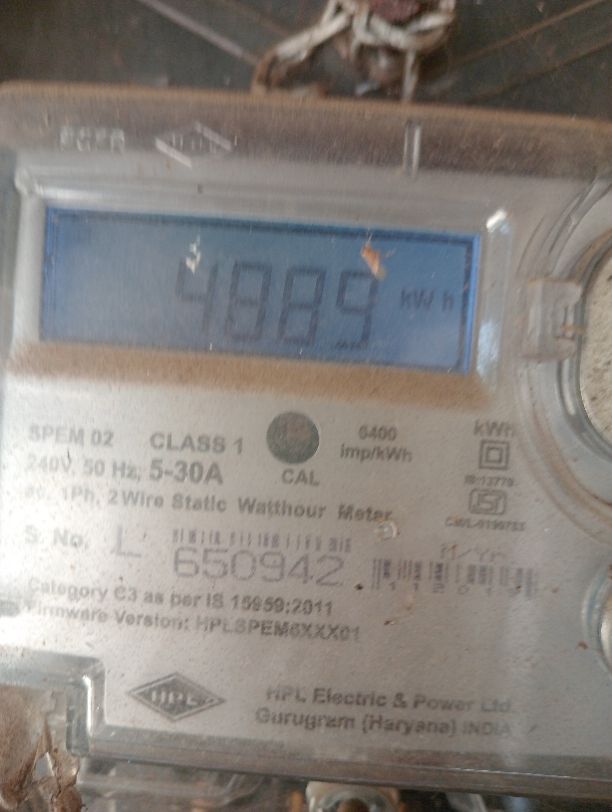 4889 kWh
SPEM 02 CLASS 1 6400 imp/kWh kWh
240V, 50 Hz, 5-30A CAL
ac, 1Ph, 2 Wire Static Watthour Meter
S. No. L 650942 M/Yr.
Category C3 as per IS 15959:2011
Firmware Version: HPLSPEM6XXX01
HPL
HPL Electric & Power Ltd.
Gurugram (Haryana) INDIA